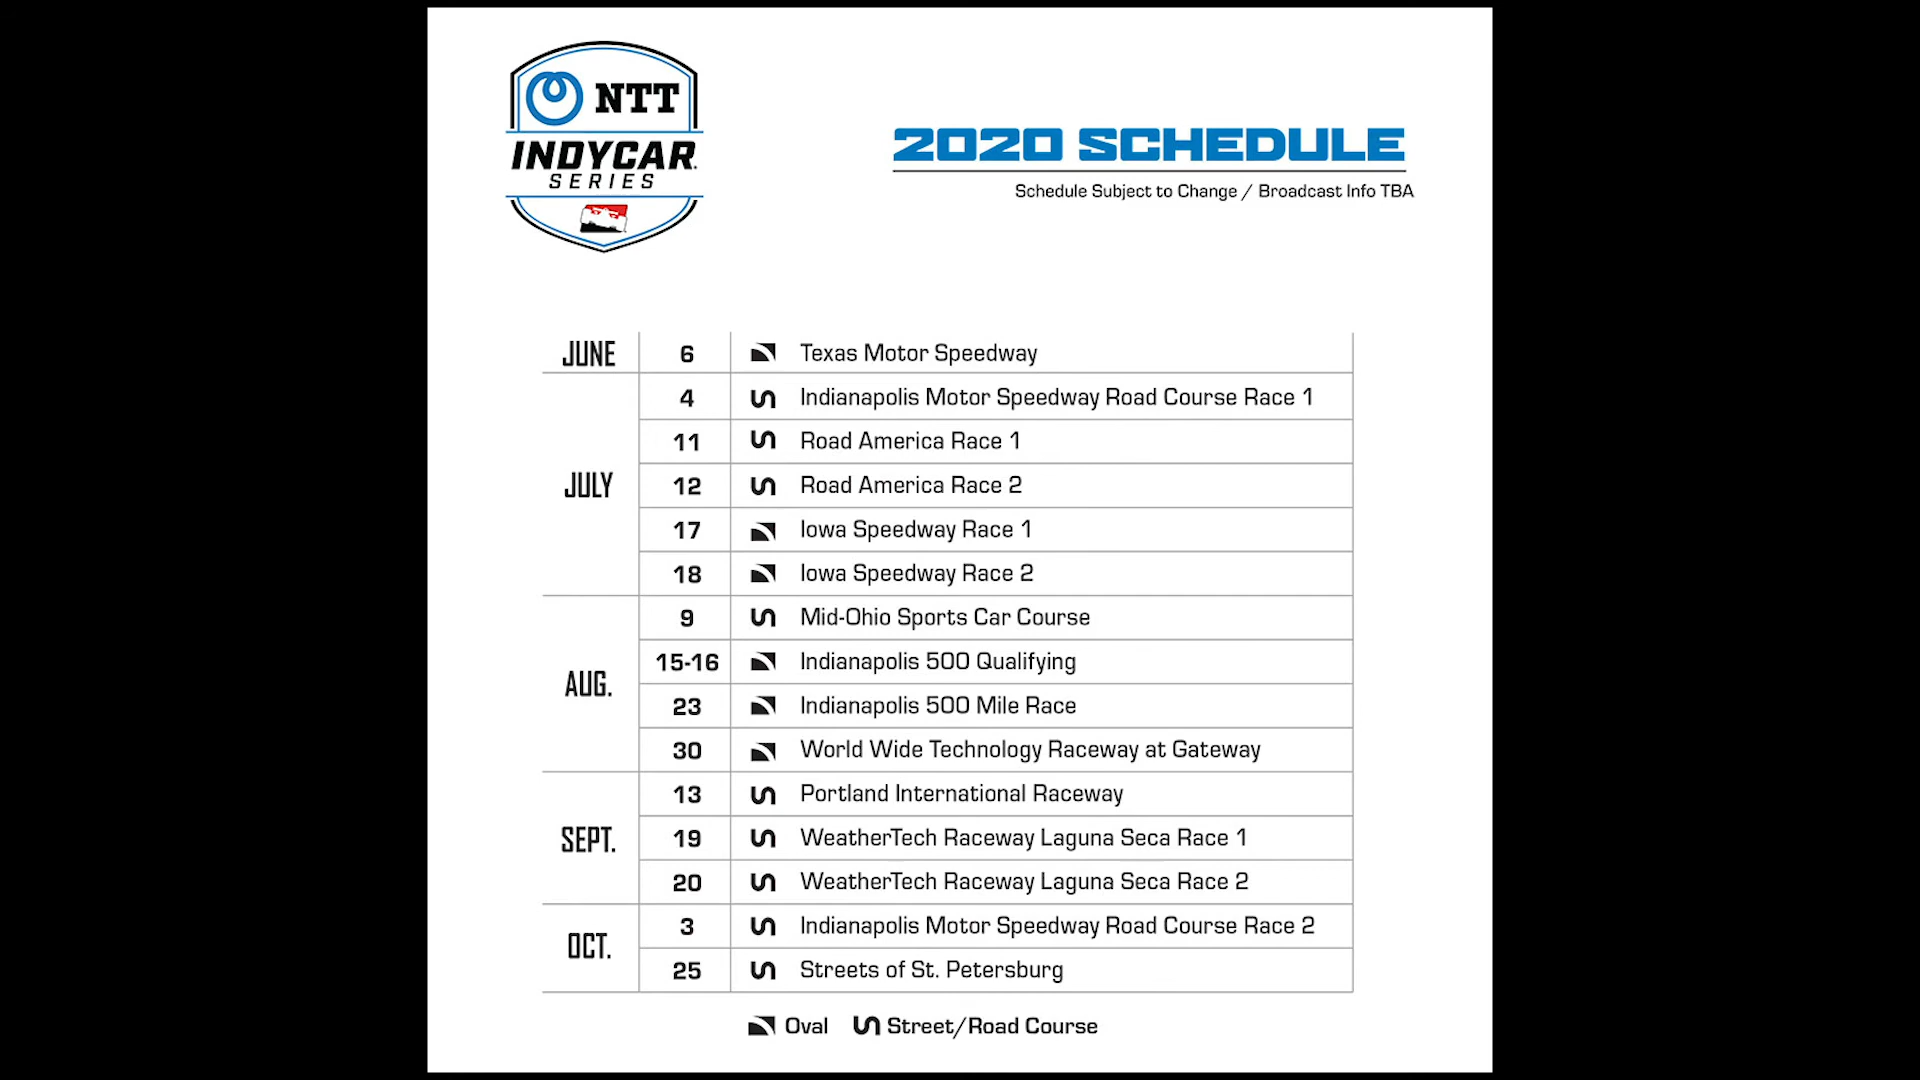 NTT
INDYCAR
SERIES
2020 SCHEDULE
Schedule Subject to Change / Broadcast Info TBA
JUNE 6 Texas Motor Speedway
JULY
4 Indianapolis Motor Speedway Road Course Race 1
11 Road America Race 1
12 Road America Race 2
17 Iowa Speedway Race 1
18 Iowa Speedway Race 2
AUG.
9 Mid-Ohio Sports Car Course
15-16 Indianapolis 500 Qualifying
23 Indianapolis 500 Mile Race
30 World Wide Technology Raceway at Gateway
SEPT.
13 Portland International Raceway
19 WeatherTech Raceway Laguna Seca Race 1
20 WeatherTech Raceway Laguna Seca Race 2
OCT.
3 Indianapolis Motor Speedway Road Course Race 2
25 Streets of St. Petersburg
Oval Street/Road Course